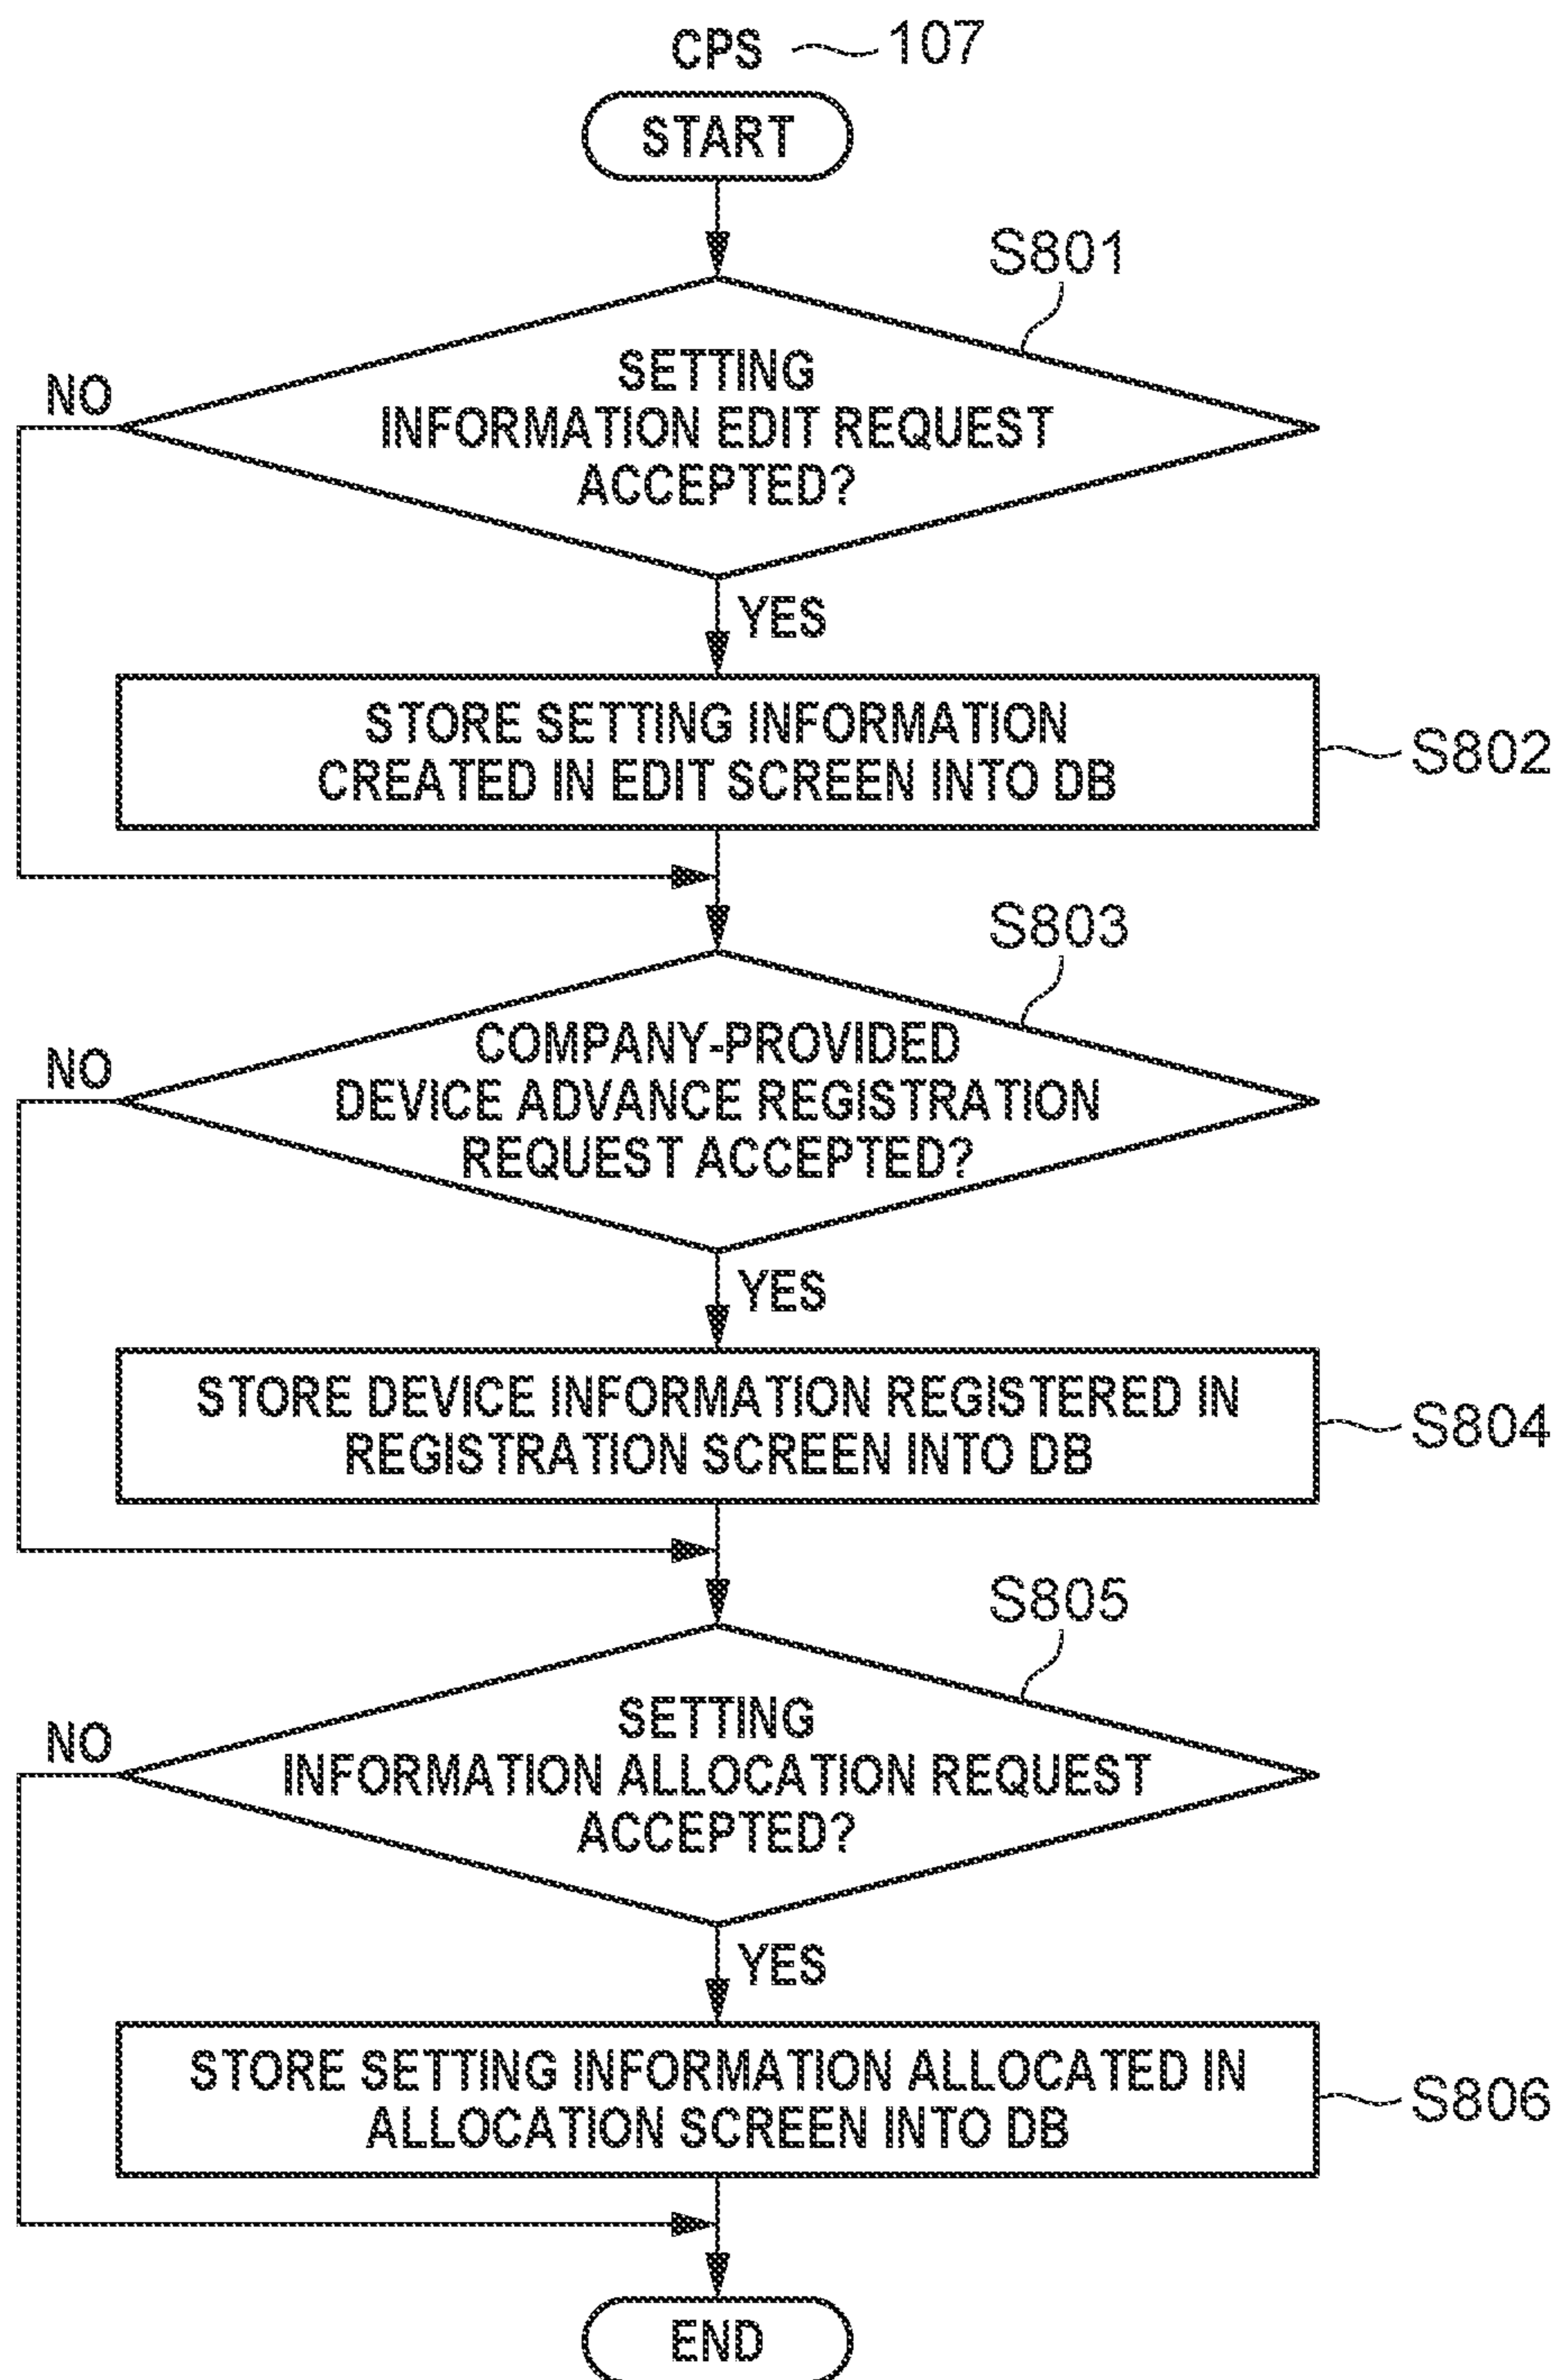 CPS 107
START
S801
SETTING
INFORMATION EDIT REQUEST
ACCEPTED?
NO
YES
STORE SETTING INFORMATION
CREATED IN EDIT SCREEN INTO DB
S802
S803
COMPANY-PROVIDED
DEVICE ADVANCE REGISTRATION
REQUEST ACCEPTED?
NO
YES
STORE DEVICE INFORMATION REGISTERED IN
REGISTRATION SCREEN INTO DB
S804
S805
SETTING
INFORMATION ALLOCATION REQUEST
ACCEPTED?
NO
YES
STORE SETTING INFORMATION ALLOCATED IN
ALLOCATION SCREEN INTO DB
S806
END